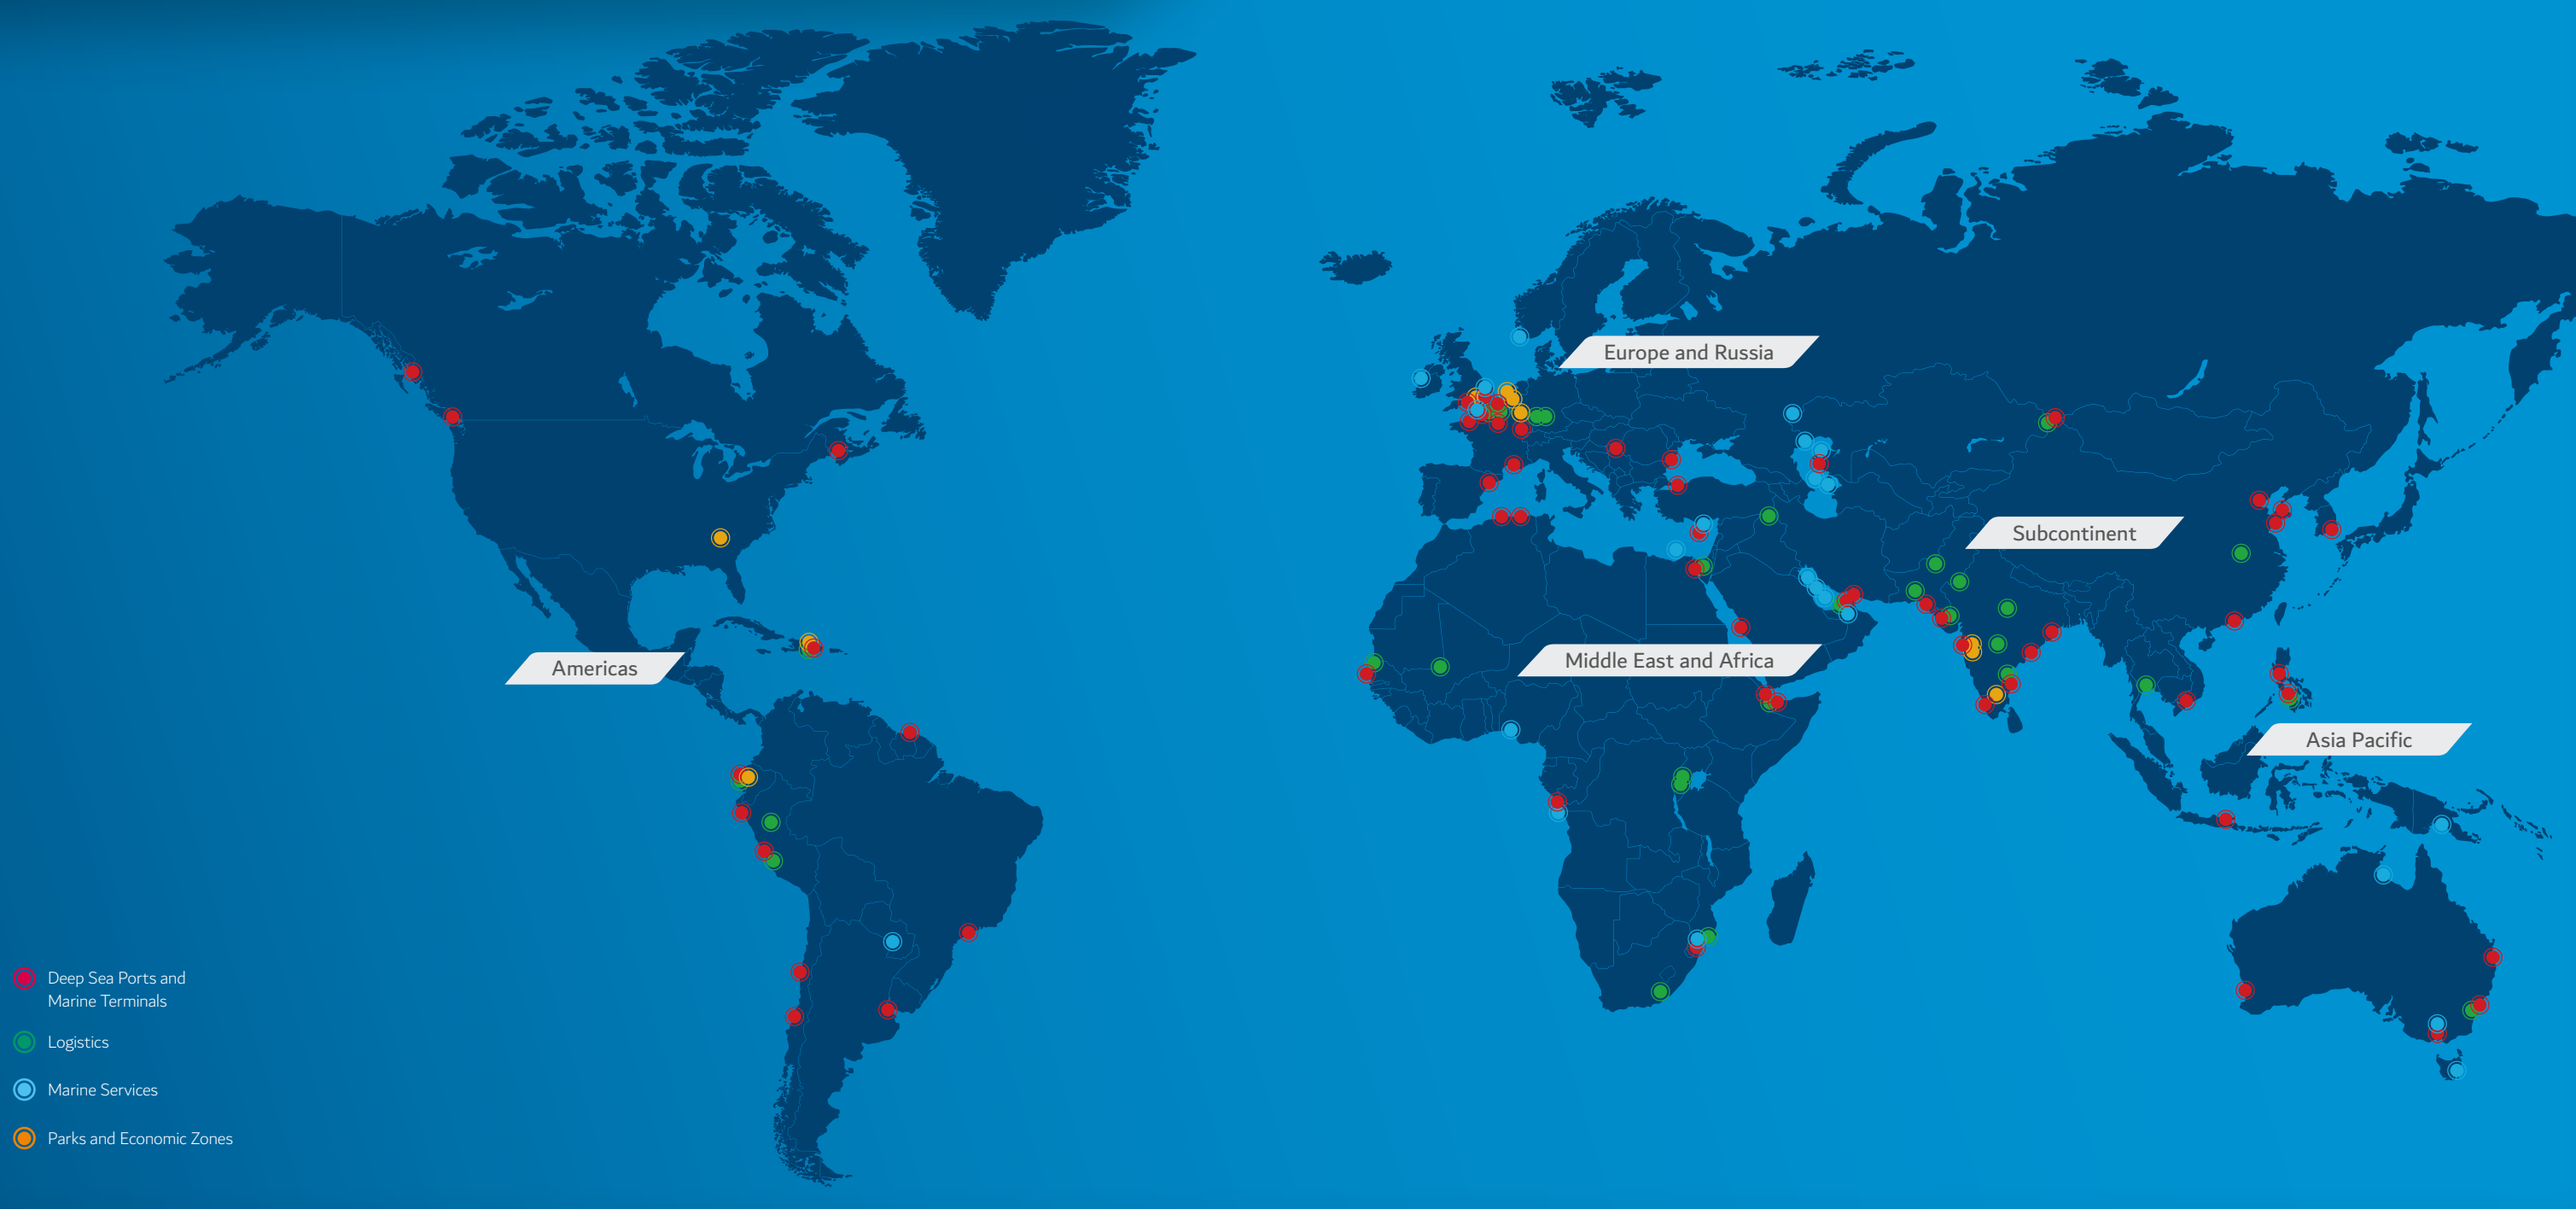 Europe and Russia
Subcontinent
Americas
Middle East and Africa
Asia Pacific
Deep Sea Ports and
Marine Terminals
Logistics
Marine Services
Parks and Economic Zones